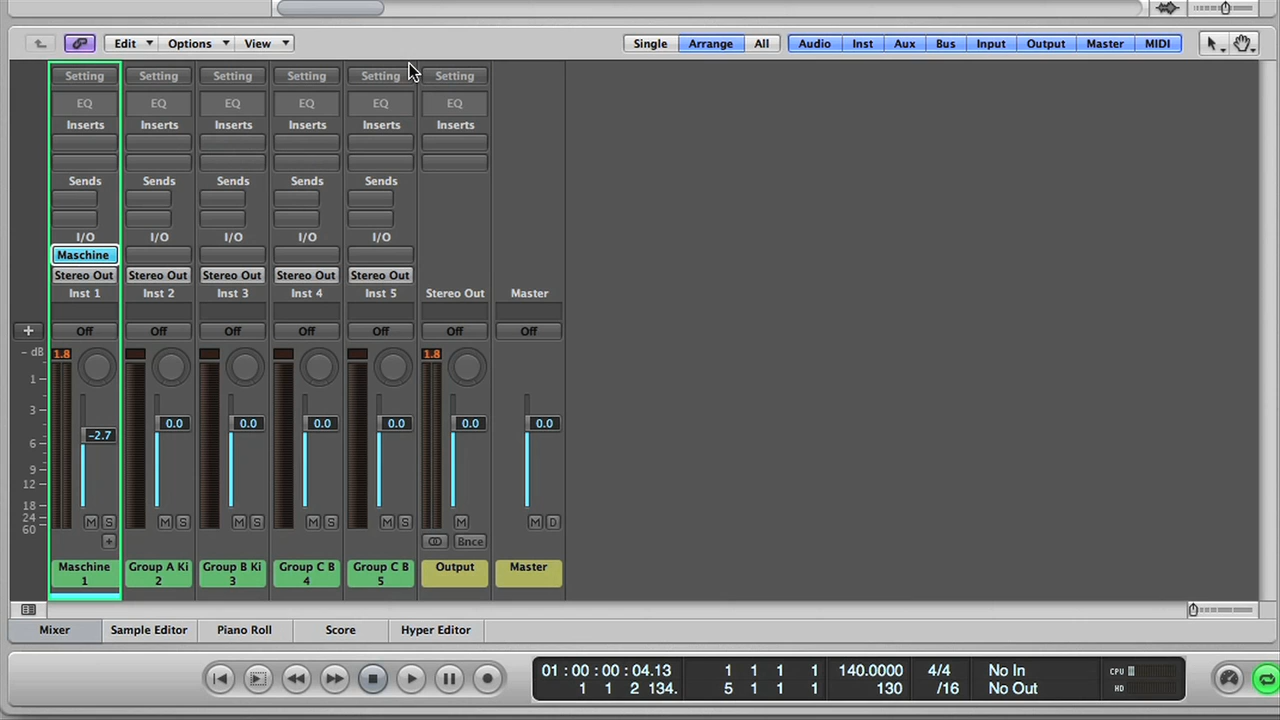 Edit Options View Single Arrange All Audio Inst Aux Bus Input Output Master MIDI
Setting Setting Setting Setting Setting Setting
EQ EQ EQ EQ EQ EQ
Inserts Inserts Inserts Inserts Inserts Inserts
Sends Sends Sends Sends Sends
I/O I/O I/O I/O I/O
Maschine
Stereo Out Stereo Out Stereo Out Stereo Out Stereo Out
Inst 1 Inst 2 Inst 3 Inst 4 Inst 5 Stereo Out Master
+ Off Off Off Off Off Off Off
- dB 1.8 1.8
1
3
0.0 0.0 0.0 0.0 0.0 0.0
-2.7
6
9
12
18
24
60
M S M S M S M S M S M M D
+ Bnce
Maschine Group A Ki Group B Ki Group C B Group C B Output Master
1 2 3 4 5
Mixer Sample Editor Piano Roll Score Hyper Editor
01 : 00 : 00 : 04.13 1 1 1 1 140.0000 4/4 No In CPU
1 1 2 134. 5 1 1 1 130 /16 No Out HD